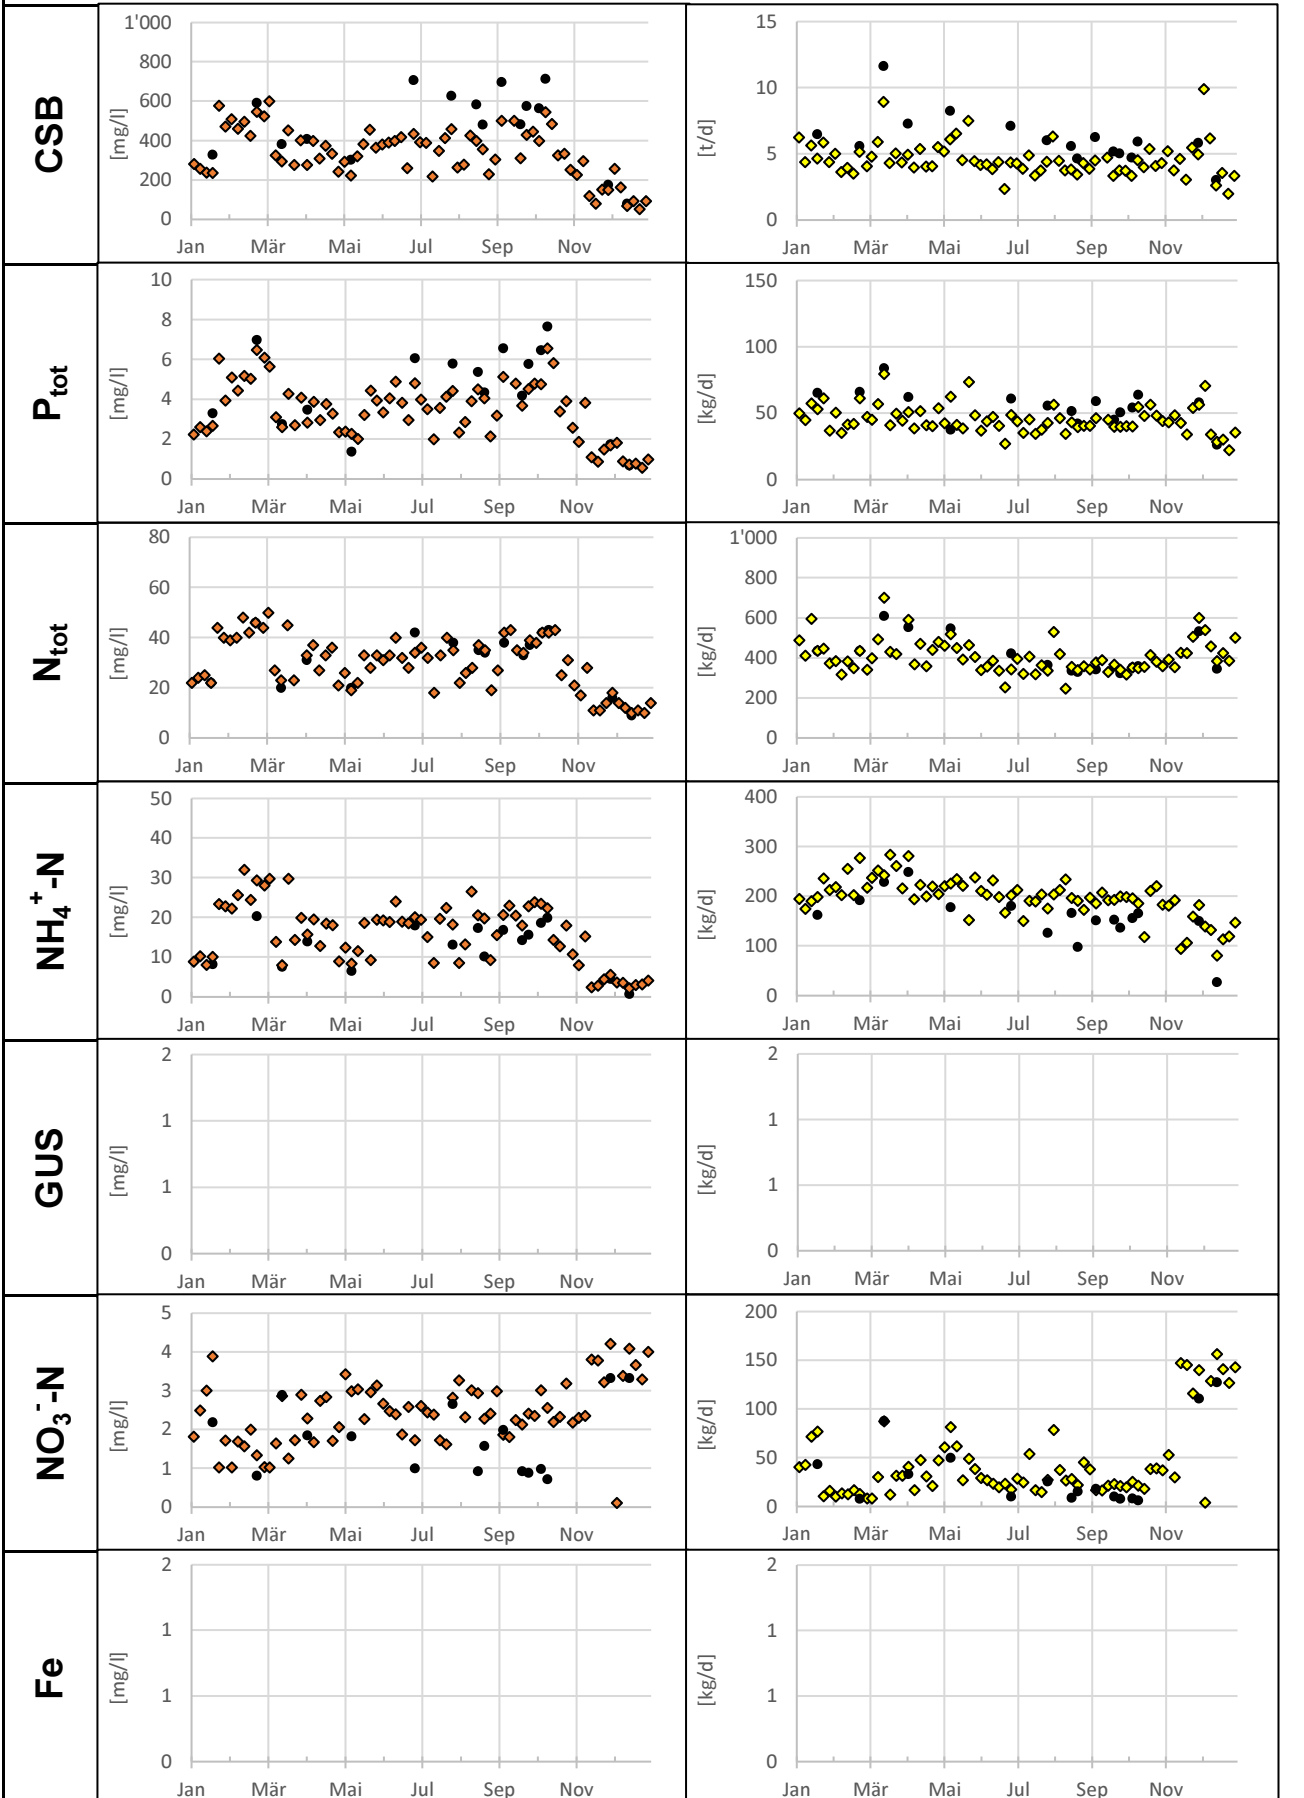 CSB
[mg/l]
1'000
800
600
400
200
0
Jan Mär Mai Jul Sep Nov
[t/d]
15
10
5
0
Jan Mär Mai Jul Sep Nov
Ptot
[mg/l]
10
8
6
4
2
0
Jan Mär Mai Jul Sep Nov
[kg/d]
150
100
50
0
Jan Mär Mai Jul Sep Nov
Ntot
[mg/l]
80
60
40
20
0
Jan Mär Mai Jul Sep Nov
[kg/d]
1'000
800
600
400
200
0
Jan Mär Mai Jul Sep Nov
NH4+-N
[mg/l]
50
40
30
20
10
0
Jan Mär Mai Jul Sep Nov
[kg/d]
400
300
200
100
0
Jan Mär Mai Jul Sep Nov
GUS
[mg/l]
2
1
1
0
Jan Mär Mai Jul Sep Nov
[kg/d]
2
1
1
0
Jan Mär Mai Jul Sep Nov
NO3--N
[mg/l]
5
4
3
2
1
0
Jan Mär Mai Jul Sep Nov
[kg/d]
200
150
100
50
0
Jan Mär Mai Jul Sep Nov
Fe
[mg/l]
2
1
1
0
Jan Mär Mai Jul Sep Nov
[kg/d]
2
1
1
0
Jan Mär Mai Jul Sep Nov